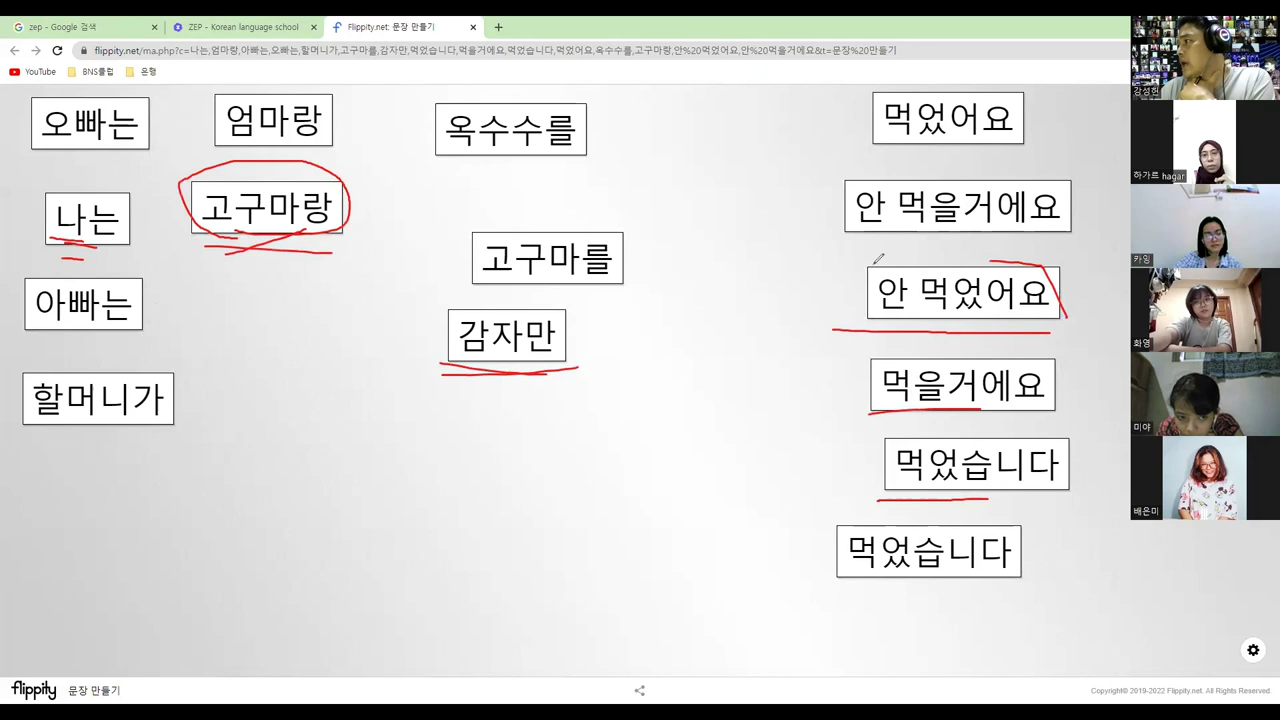 zep - Google 검색
ZEP - Korean language school
Flippity.net: 문장 만들기
flippity.net/ma.php?c=나는,엄마랑,아빠는,오빠는,할머니가,고구마를,감자만,먹었습니다,먹을거에요,먹었습니다,먹었어요,옥수수를,고구마랑,안%20먹었어요,안%20먹을거에요&t=문장%20만들기
YouTube
BNS클럽
은행
오빠는 엄마랑 옥수수를 먹었어요
나는 고구마랑 안 먹을거에요
고구마를
아빠는 감자만 안 먹었어요
할머니가 먹을거에요
먹었습니다
먹었습니다
강성헌
하가르 hagar
카잉
화영
미야
배은미
flippity 문장 만들기
Copyright© 2019-2022 Flippity.net. All Rights Reserved.